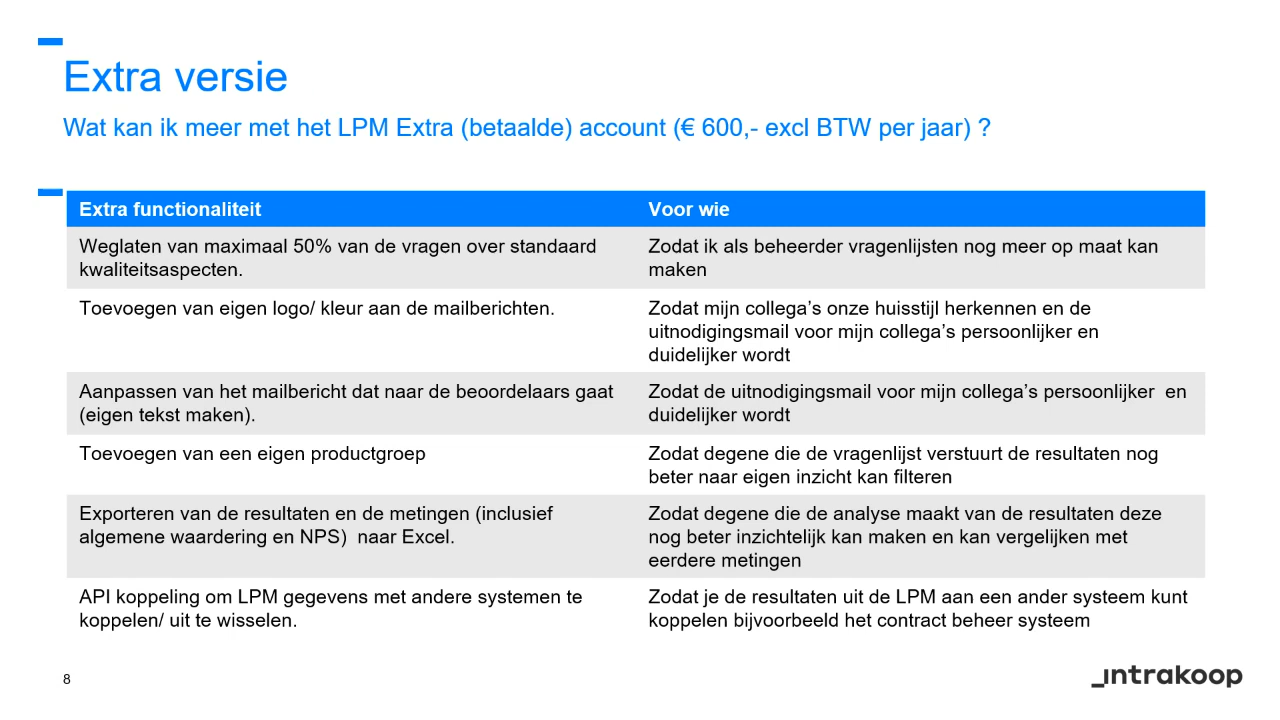 Extra versie
Wat kan ik meer met het LPM Extra (betaalde) account (€ 600,- excl BTW per jaar) ?
Extra functionaliteit
Voor wie
Weglaten van maximaal 50% van de vragen over standaard
kwaliteitsaspecten.
Zodat ik als beheerder vragenlijsten nog meer op maat kan
maken
Toevoegen van eigen logo/ kleur aan de mailberichten.
Zodat mijn collega’s onze huisstijl herkennen en de
uitnodigingsmail voor mijn collega’s persoonlijker en
duidelijker wordt
Aanpassen van het mailbericht dat naar de beoordelaars gaat
(eigen tekst maken).
Zodat de uitnodigingsmail voor mijn collega’s persoonlijker  en
duidelijker wordt
Toevoegen van een eigen productgroep
Zodat degene die de vragenlijst verstuurt de resultaten nog
beter naar eigen inzicht kan filteren
Exporteren van de resultaten en de metingen (inclusief
algemene waardering en NPS)  naar Excel.
Zodat degene die de analyse maakt van de resultaten deze
nog beter inzichtelijk kan maken en kan vergelijken met
eerdere metingen
API koppeling om LPM gegevens met andere systemen te
koppelen/ uit te wisselen.
Zodat je de resultaten uit de LPM aan een ander systeem kunt
koppelen bijvoorbeeld het contract beheer systeem
8
_intrakoop